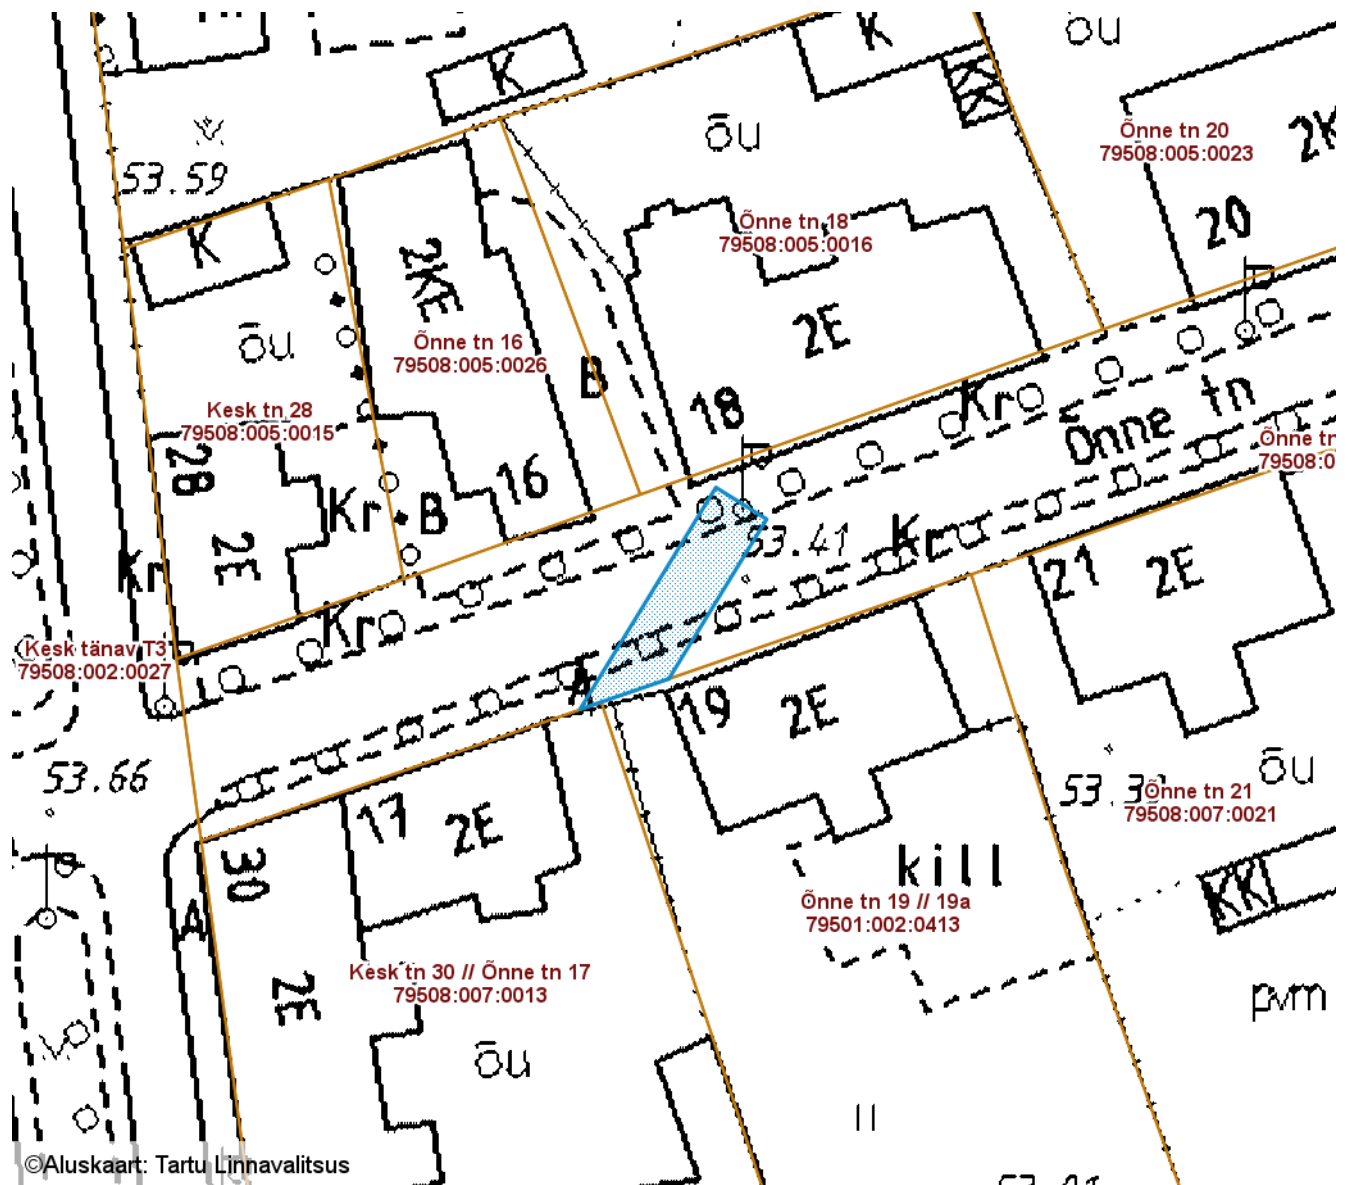 K
K
ōu
KK
ōu
Õnne tn 20
79508:005:0023
2K
53.59
20
K
2KE
Õnne tn 18
79508:005:0016
2E
ōu
Õnne tn 16
79508:005:0026
B
18
Kr
Õnne tn
Kesk tn 28
79508:005:0015
Õnne tn
79508:0
28
2E
Kr
B
16
53.41
Kr
Kr
Kr
21
2E
Kesk tänav T3
79508:002:0027
A
19
2E
53.66
17
2E
ōu
Õnne tn 21
79508:007:0021
30
A
kill
KK
Õnne tn 19 // 19a
79501:002:0413
2E
Kesk tn 30 // Õnne tn 17
79508:007:0013
pvm
ōu
©Aluskaart: Tartu Linnavalitsus